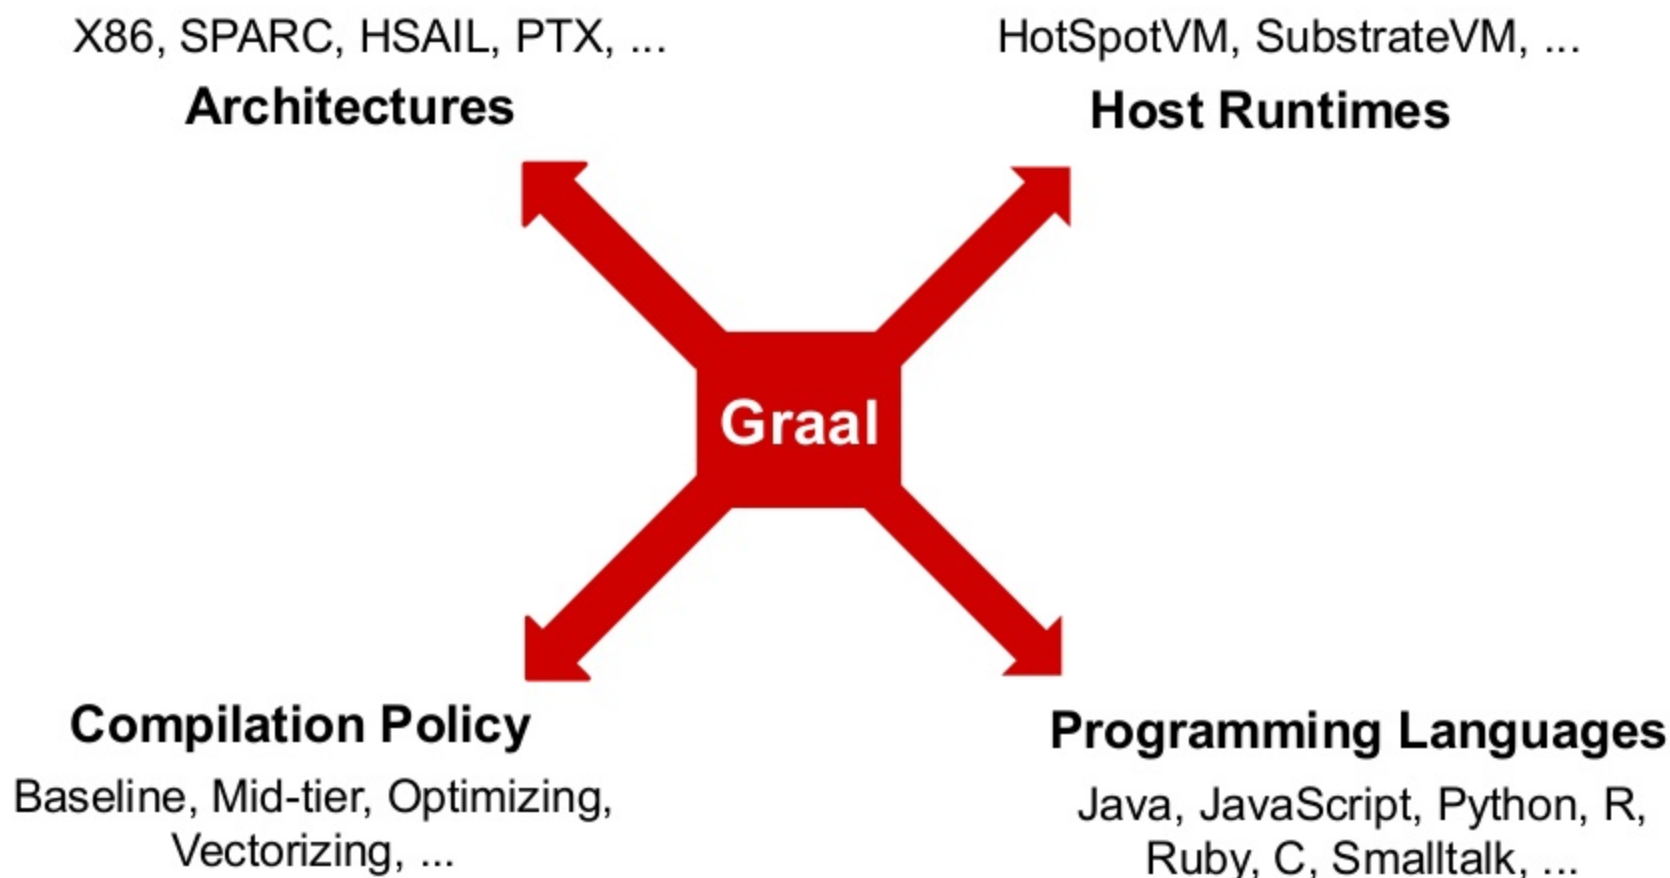 X86, SPARC, HSAIL, PTX, ...
Architectures
HotSpotVM, SubstrateVM, ...
Host Runtimes
Graal
Compilation Policy
Baseline, Mid-tier, Optimizing,
Vectorizing, ...
Programming Languages
Java, JavaScript, Python, R,
Ruby, C, Smalltalk, ...